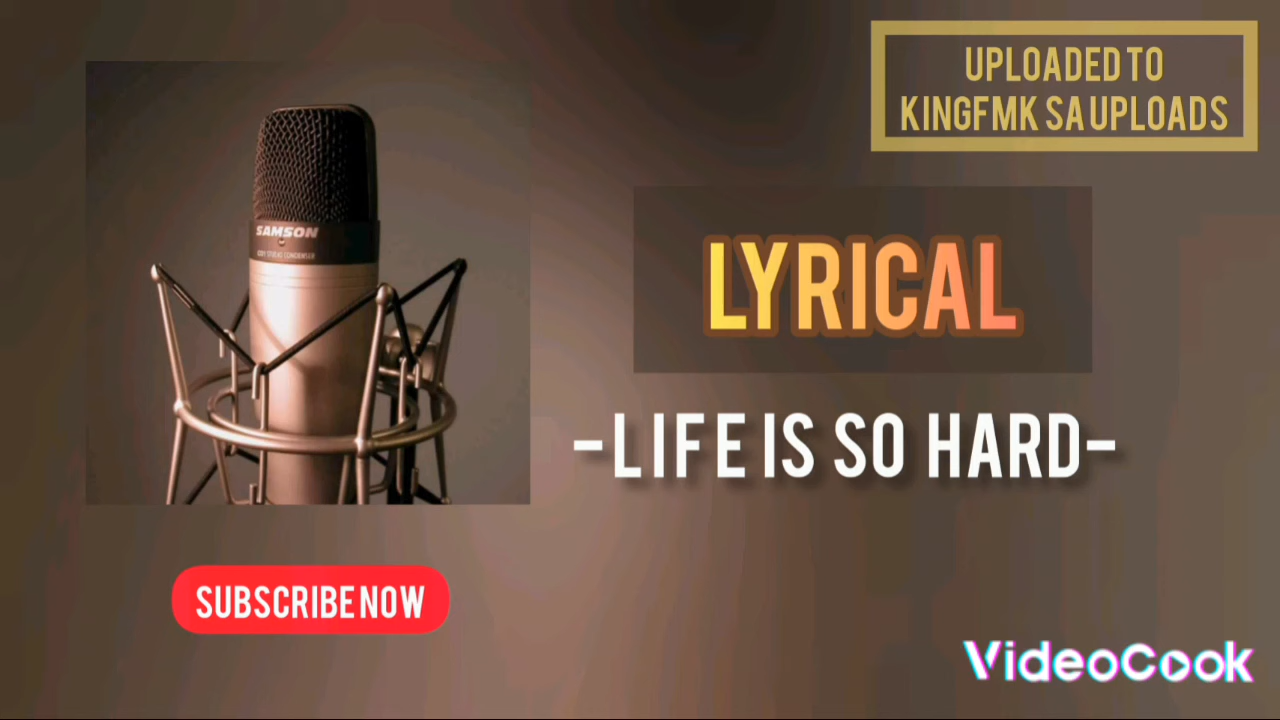 UPLOADED TO
KINGFMK SA UPLOADS
SAMSON
LYRICAL
-LIFE IS SO HARD-
SUBSCRIBE NOW
VideoCook